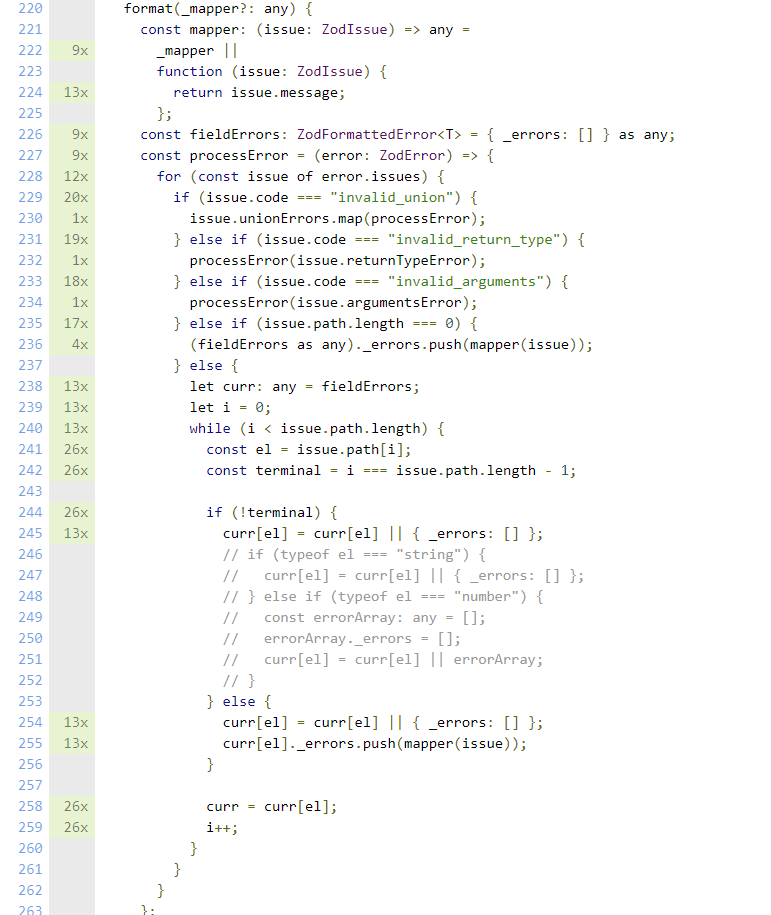 220 format(_mapper?: any) {
221 const mapper: (issue: ZodIssue) => any =
222 9x _mapper ||
223 function (issue: ZodIssue) {
224 13x return issue.message;
225 };
226 9x const fieldErrors: ZodFormattedError<T> = { _errors: [] } as any;
227 9x const processError = (error: ZodError) => {
228 12x for (const issue of error.issues) {
229 20x if (issue.code === "invalid_union") {
230 1x issue.unionErrors.map(processError);
231 19x } else if (issue.code === "invalid_return_type") {
232 1x processError(issue.returnTypeError);
233 18x } else if (issue.code === "invalid_arguments") {
234 1x processError(issue.argumentsError);
235 17x } else if (issue.path.length === 0) {
236 4x (fieldErrors as any)._errors.push(mapper(issue));
237 } else {
238 13x let curr: any = fieldErrors;
239 13x let i = 0;
240 13x while (i < issue.path.length) {
241 26x const el = issue.path[i];
242 26x const terminal = i === issue.path.length - 1;
243
244 26x if (!terminal) {
245 13x curr[el] = curr[el] || { _errors: [] };
246 // if (typeof el === "string") {
247 //   curr[el] = curr[el] || { _errors: [] };
248 // } else if (typeof el === "number") {
249 //   const errorArray: any = [];
250 //   errorArray._errors = [];
251 //   curr[el] = curr[el] || errorArray;
252 // }
253 } else {
254 13x curr[el] = curr[el] || { _errors: [] };
255 13x curr[el]._errors.push(mapper(issue));
256 }
257
258 26x curr = curr[el];
259 26x i++;
260 }
261 }
262 }
263 };